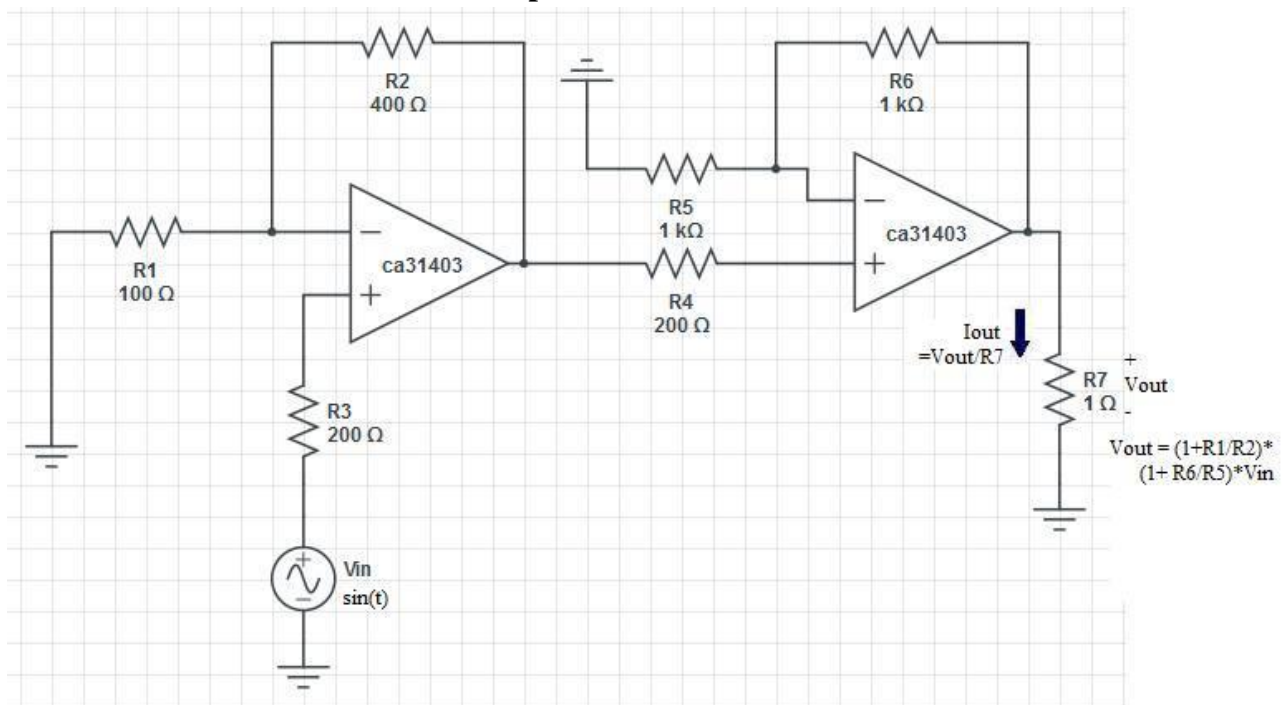 R2
400 Ω
R6
1 kΩ
R1
100 Ω
−
ca31403
+
R5
1 kΩ
R4
200 Ω
−
ca31403
+
R3
200 Ω
Iout
=Vout/R7
R7
1 Ω
+
Vout
-
Vout = (1+R1/R2)*
(1+ R6/R5)*Vin
+
−
Vin
sin(t)